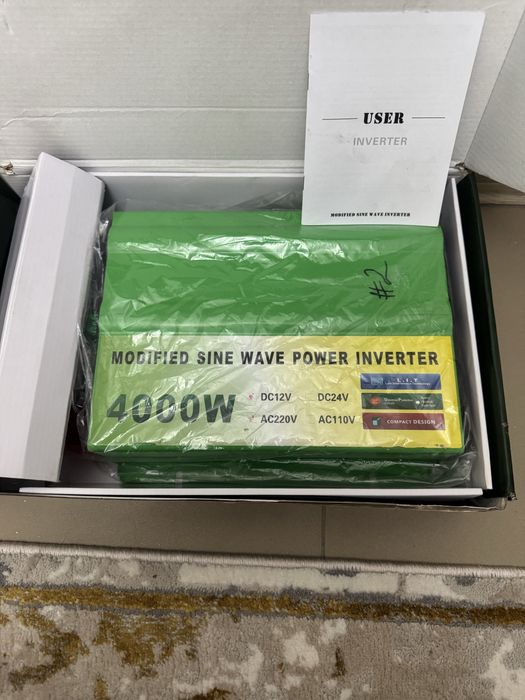 USER
INVERTER
MODIFIED SINE WAVE INVERTER
#2
MODIFIED SINE WAVE POWER INVERTER
4000W
DC12V DC24V
AC220V AC110V
L.I.T
COMPACT DESIGN